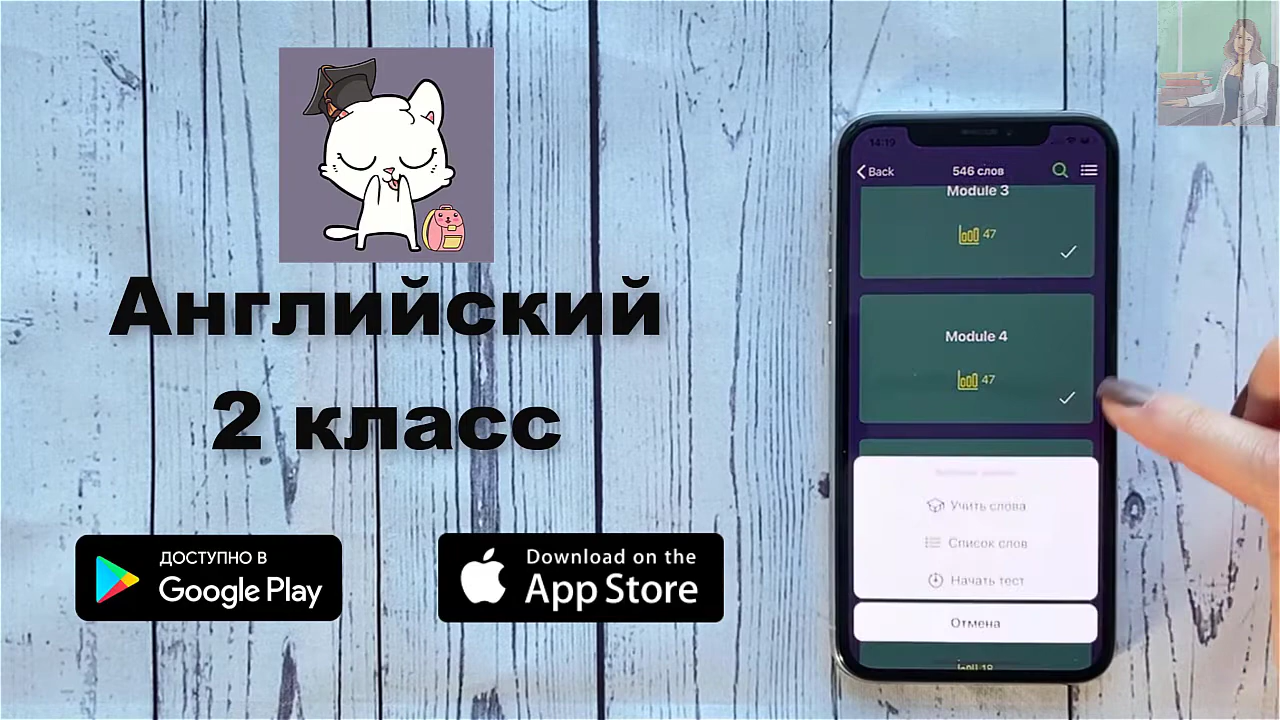 Английский
2 класс
ДОСТУПНО В
Google Play
Download on the
App Store
14:19
Back
546 слов
Module 3
47
Module 4
47
Учить слова
Список слов
Начать тест
Отмена
18